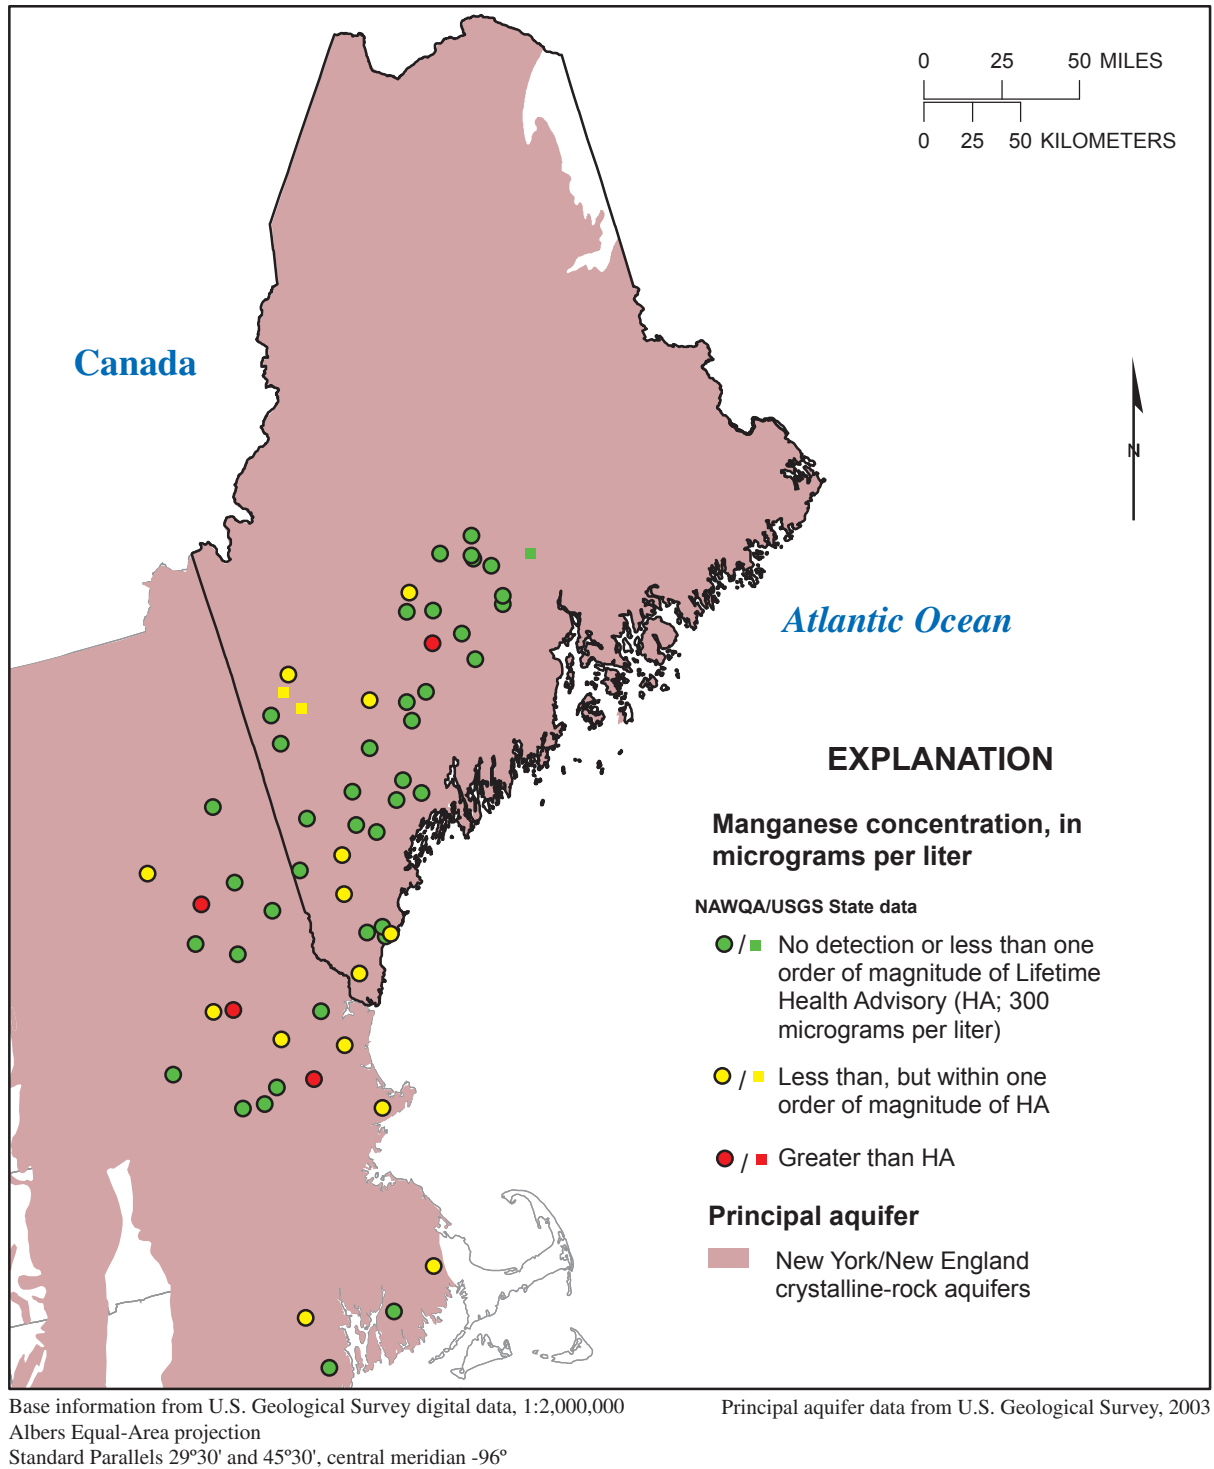 0 25 50 MILES
0 25 50 KILOMETERS
Canada
N
Atlantic Ocean
EXPLANATION
Manganese concentration, in
micrograms per liter
NAWQA/USGS State data
/ No detection or less than one
order of magnitude of Lifetime
Health Advisory (HA; 300
micrograms per liter)
/ Less than, but within one
order of magnitude of HA
/ Greater than HA
Principal aquifer
New York/New England
crystalline-rock aquifers
Base information from U.S. Geological Survey digital data, 1:2,000,000
Principal aquifer data from U.S. Geological Survey, 2003
Albers Equal-Area projection
Standard Parallels 29º30' and 45º30', central meridian -96º